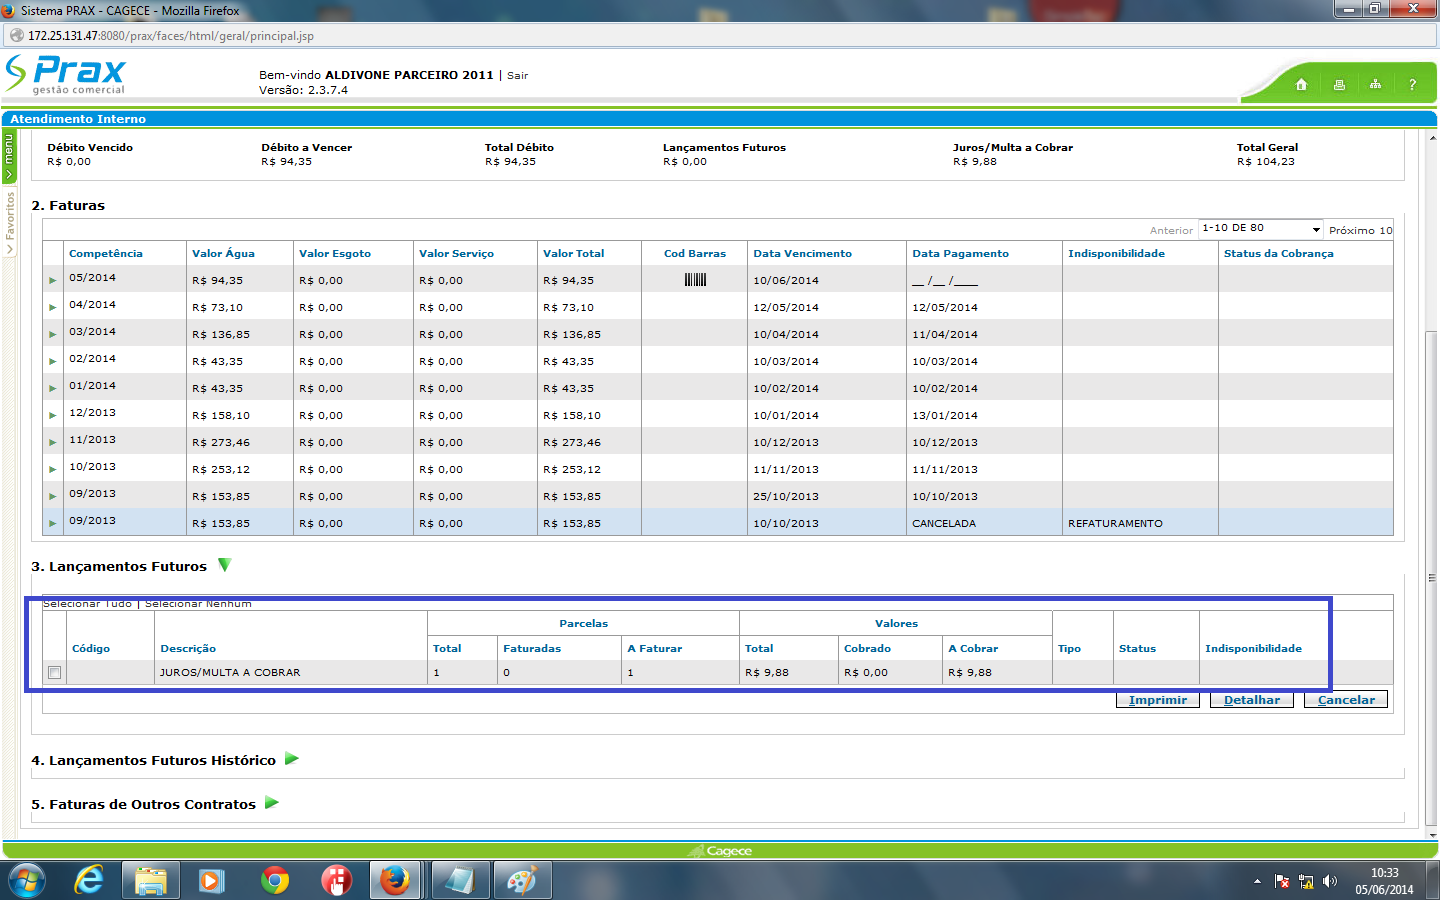 Sistema PRAX - CAGECE - Mozilla Firefox
172.25.131.47:8080/prax/faces/html/geral/principal.jsp
Prax
gestão comercial
Bem-vindo ALDIVONE PARCEIRO 2011 | Sair
Versão: 2.3.7.4
?
Atendimento Interno
menu
Favoritos
Débito Vencido Débito a Vencer Total Débito Lançamentos Futuros Juros/Multa a Cobrar Total Geral
R$ 0,00 R$ 94,35 R$ 94,35 R$ 0,00 R$ 9,88 R$ 104,23
2. Faturas
Anterior 1-10 DE 80 Próximo 10
Competência Valor Água Valor Esgoto Valor Serviço Valor Total Cod Barras Data Vencimento Data Pagamento Indisponibilidade Status da Cobrança
05/2014 R$ 94,35 R$ 0,00 R$ 0,00 R$ 94,35 10/06/2014 __ /__ /____
04/2014 R$ 73,10 R$ 0,00 R$ 0,00 R$ 73,10 12/05/2014 12/05/2014
03/2014 R$ 136,85 R$ 0,00 R$ 0,00 R$ 136,85 10/04/2014 11/04/2014
02/2014 R$ 43,35 R$ 0,00 R$ 0,00 R$ 43,35 10/03/2014 10/03/2014
01/2014 R$ 43,35 R$ 0,00 R$ 0,00 R$ 43,35 10/02/2014 10/02/2014
12/2013 R$ 158,10 R$ 0,00 R$ 0,00 R$ 158,10 10/01/2014 13/01/2014
11/2013 R$ 273,46 R$ 0,00 R$ 0,00 R$ 273,46 10/12/2013 10/12/2013
10/2013 R$ 253,12 R$ 0,00 R$ 0,00 R$ 253,12 11/11/2013 11/11/2013
09/2013 R$ 153,85 R$ 0,00 R$ 0,00 R$ 153,85 25/10/2013 10/10/2013
09/2013 R$ 153,85 R$ 0,00 R$ 0,00 R$ 153,85 10/10/2013 CANCELADA REFATURAMENTO
3. Lançamentos Futuros
Selecionar Tudo | Selecionar Nenhum
Parcelas Valores
Código Descrição Total Faturadas A Faturar Total Cobrado A Cobrar Tipo Status Indisponibilidade
JUROS/MULTA A COBRAR 1 0 1 R$ 9,88 R$ 0,00 R$ 9,88
Imprimir Detalhar Cancelar
4. Lançamentos Futuros Histórico
5. Faturas de Outros Contratos
Cagece
10:33
05/06/2014